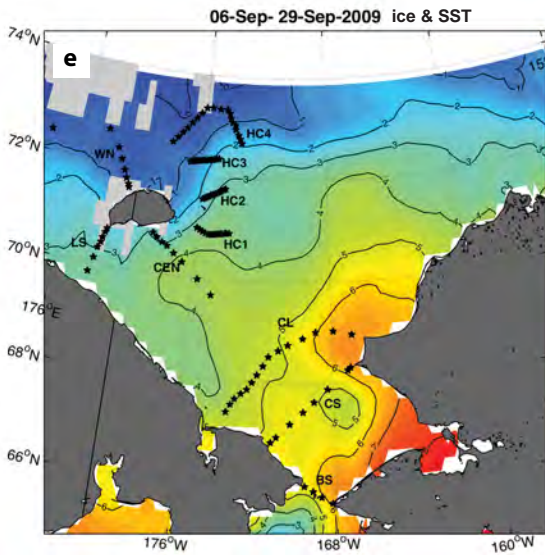 06-Sep- 29-Sep-2009 ice & SST
74°N
e
15
72°N
WN
HC4
HC3
HC2
70°N
LS
HC1
CEN
176°E
CL
68°N
CS
66°N
BS
176°W
168°W
160°W